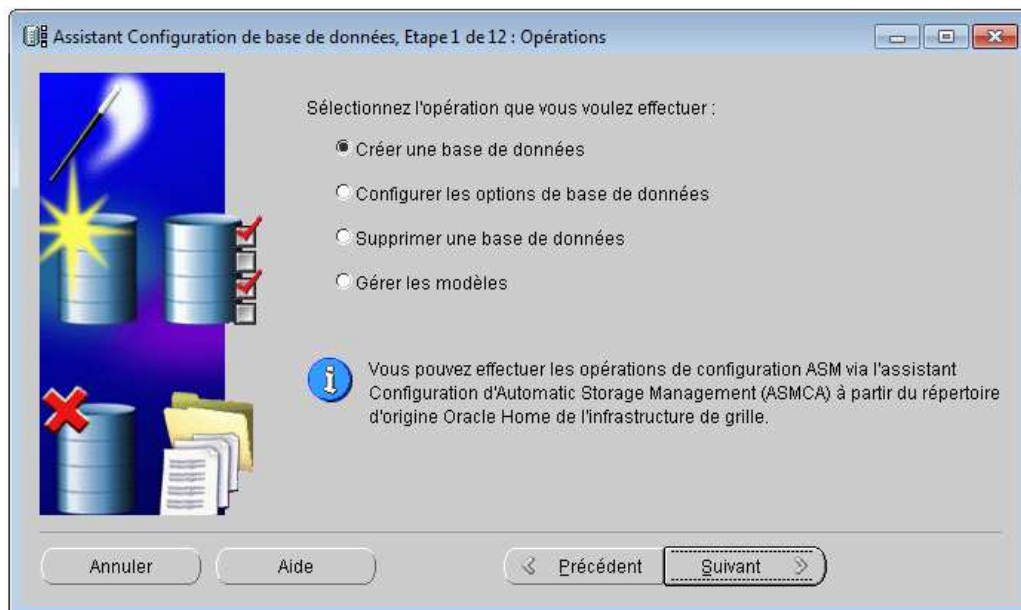 Assistant Configuration de base de données, Etape 1 de 12 : Opérations
Sélectionnez l'opération que vous voulez effectuer :
Créer une base de données
Configurer les options de base de données
Supprimer une base de données
Gérer les modèles
Vous pouvez effectuer les opérations de configuration ASM via l'assistant
Configuration d'Automatic Storage Management (ASMCA) à partir du répertoire
d'origine Oracle Home de l'infrastructure de grille.
Annuler
Aide
Précédent
Suivant